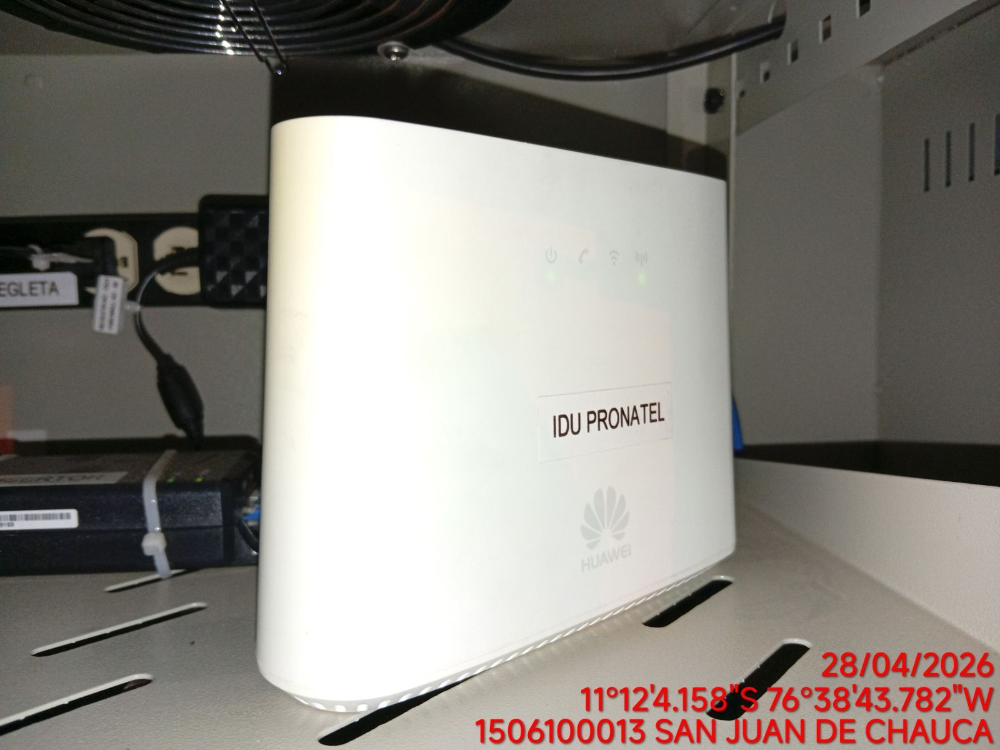 EGLETA
IDU PRONATEL
HUAWEI
28/04/2026
11°12'4.158"S 76°38'43.782"W
1506100013 SAN JUAN DE CHAUCA